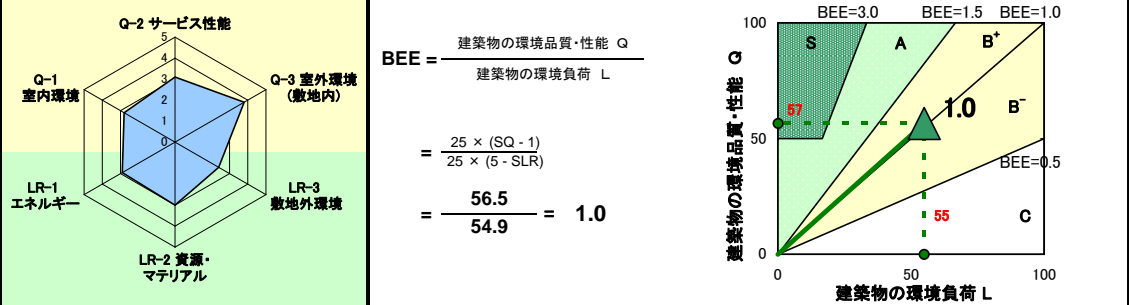 Q-2 サービス性能
5
4
3
2
1
0
Q-1
室内環境
Q-3 室外環境
(敷地内)
LR-1
エネルギー
LR-3
敷地外環境
LR-2 資源・
マテリアル
BEE = 建築物の環境品質・性能 Q
建築物の環境負荷 L
= 25 × (SQ - 1)
25 × (5 - SLR)
= 56.5
54.9
= 1.0
BEE=3.0 BEE=1.5 BEE=1.0
100
S A B+
57
1.0
B-
50
BEE=0.5
55
C
0
0 50 100
建築物の環境品質・性能 Q
建築物の環境負荷 L